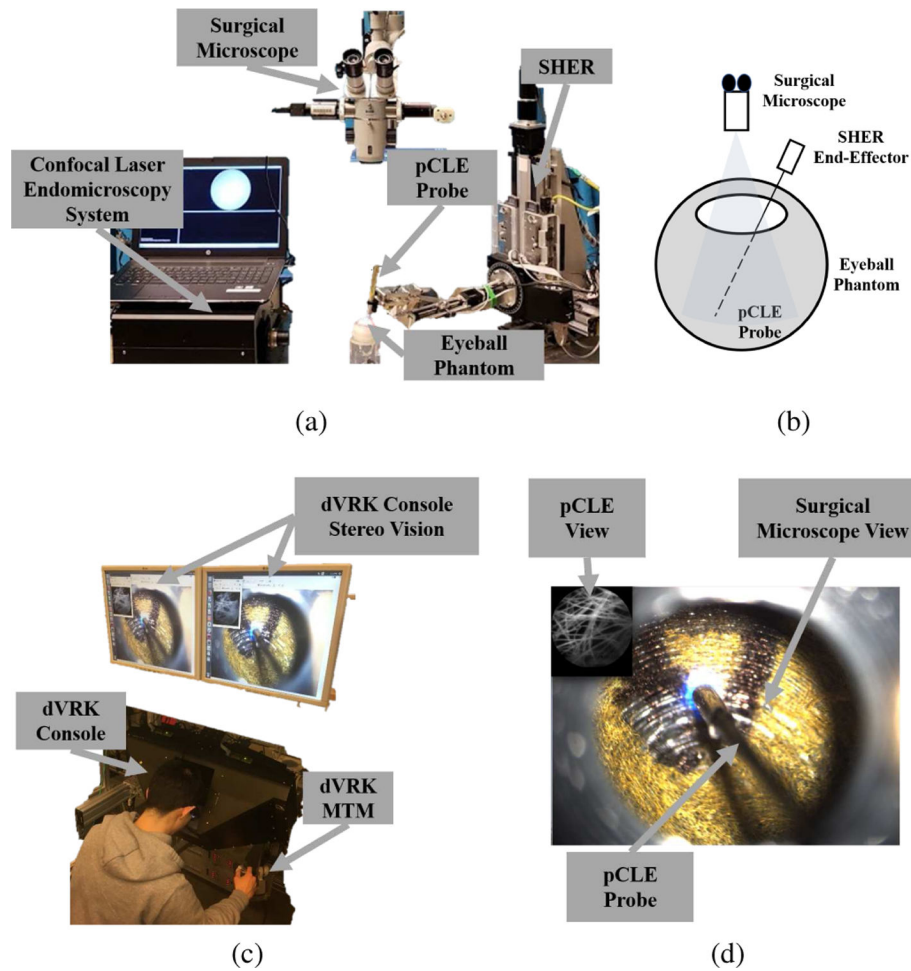 Surgical
Microscope
SHER
Confocal Laser
Endomicroscopy
System
pCLE
Probe
Eyeball
Phantom
(a)
Surgical
Microscope
SHER
End-Effector
Eyeball
Phantom
pCLE
Probe
(b)
dVRK Console
Stereo Vision
dVRK
Console
dVRK
MTM
(c)
pCLE
View
Surgical
Microscope View
pCLE
Probe
(d)